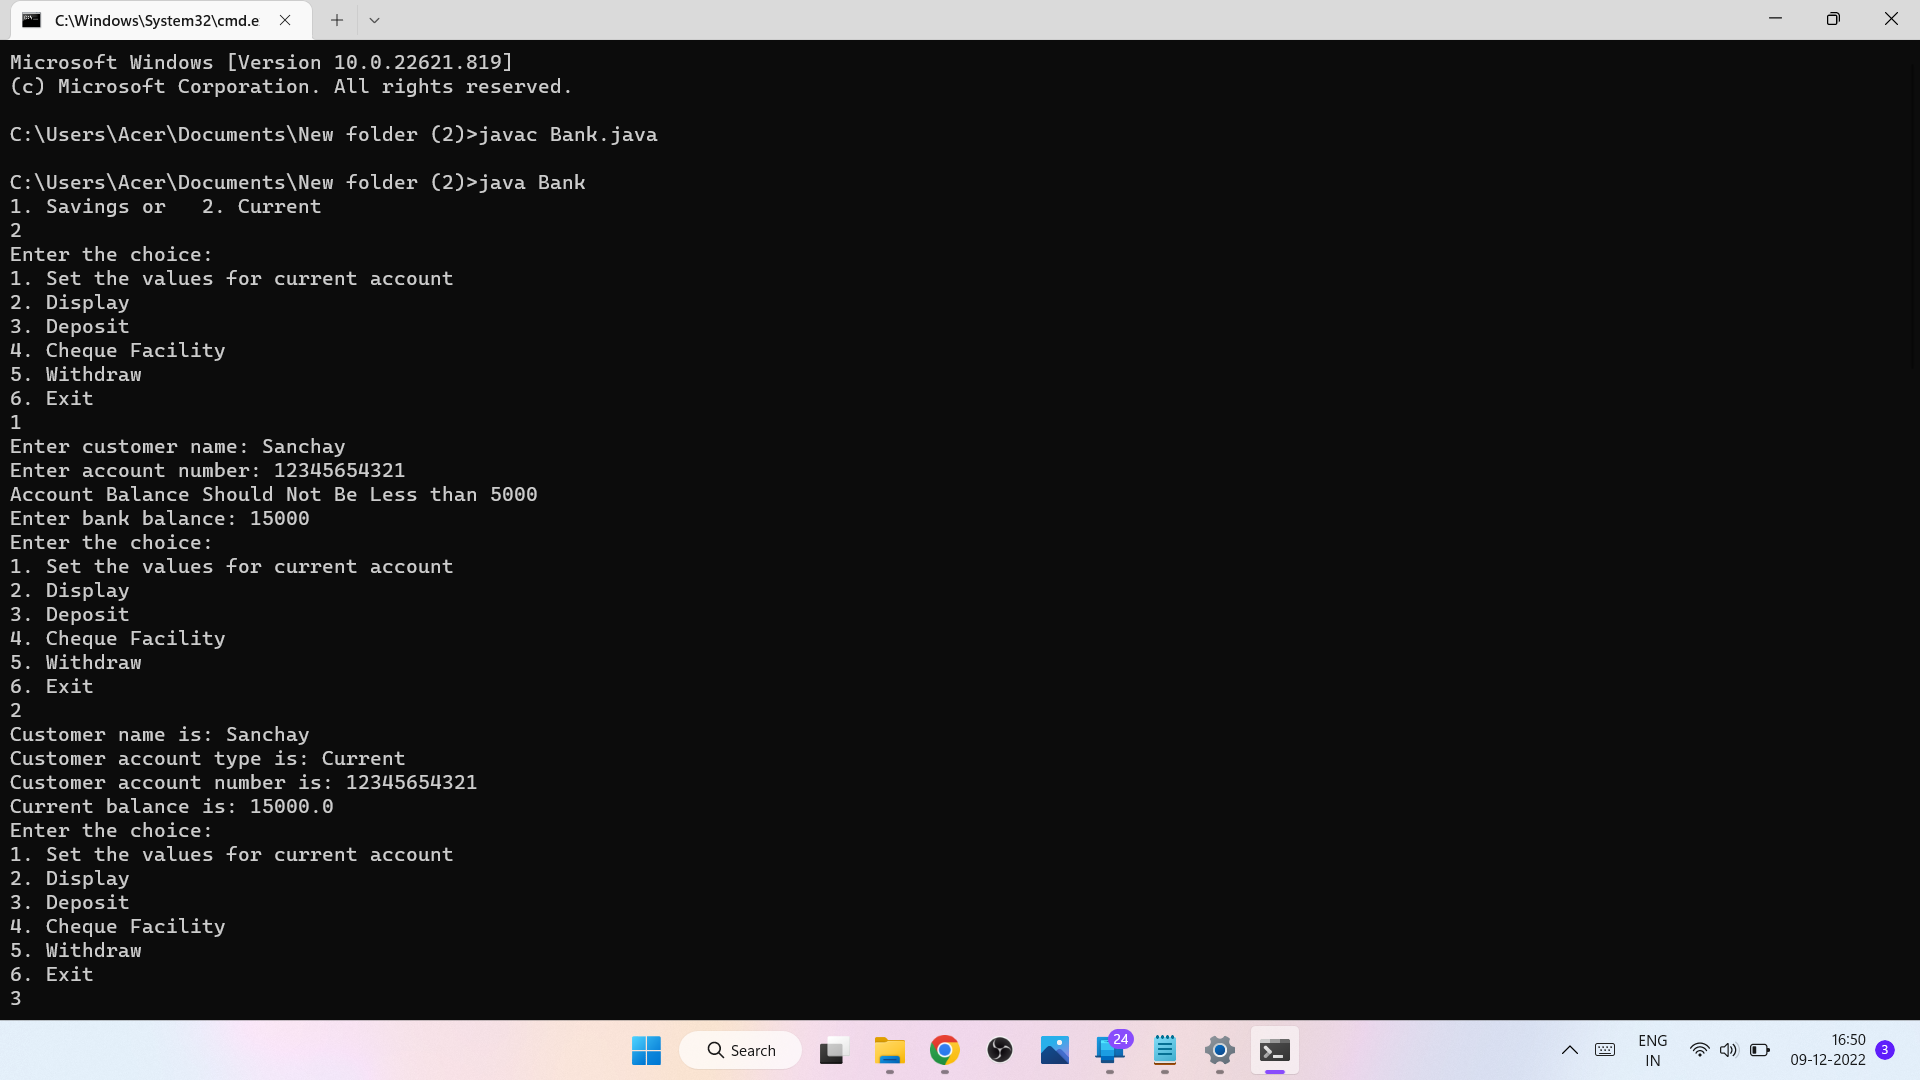 C:\Windows\System32\cmd.e
Microsoft Windows [Version 10.0.22621.819]
(c) Microsoft Corporation. All rights reserved.
C:\Users\Acer\Documents\New folder (2)>javac Bank.java
C:\Users\Acer\Documents\New folder (2)>java Bank
1. Savings or   2. Current
2
Enter the choice:
1. Set the values for current account
2. Display
3. Deposit
4. Cheque Facility
5. Withdraw
6. Exit
1
Enter customer name: Sanchay
Enter account number: 12345654321
Account Balance Should Not Be Less than 5000
Enter bank balance: 15000
Enter the choice:
1. Set the values for current account
2. Display
3. Deposit
4. Cheque Facility
5. Withdraw
6. Exit
2
Customer name is: Sanchay
Customer account type is: Current
Customer account number is: 12345654321
Current balance is: 15000.0
Enter the choice:
1. Set the values for current account
2. Display
3. Deposit
4. Cheque Facility
5. Withdraw
6. Exit
3
Search
24
ENG
IN
16:50
09-12-2022
3